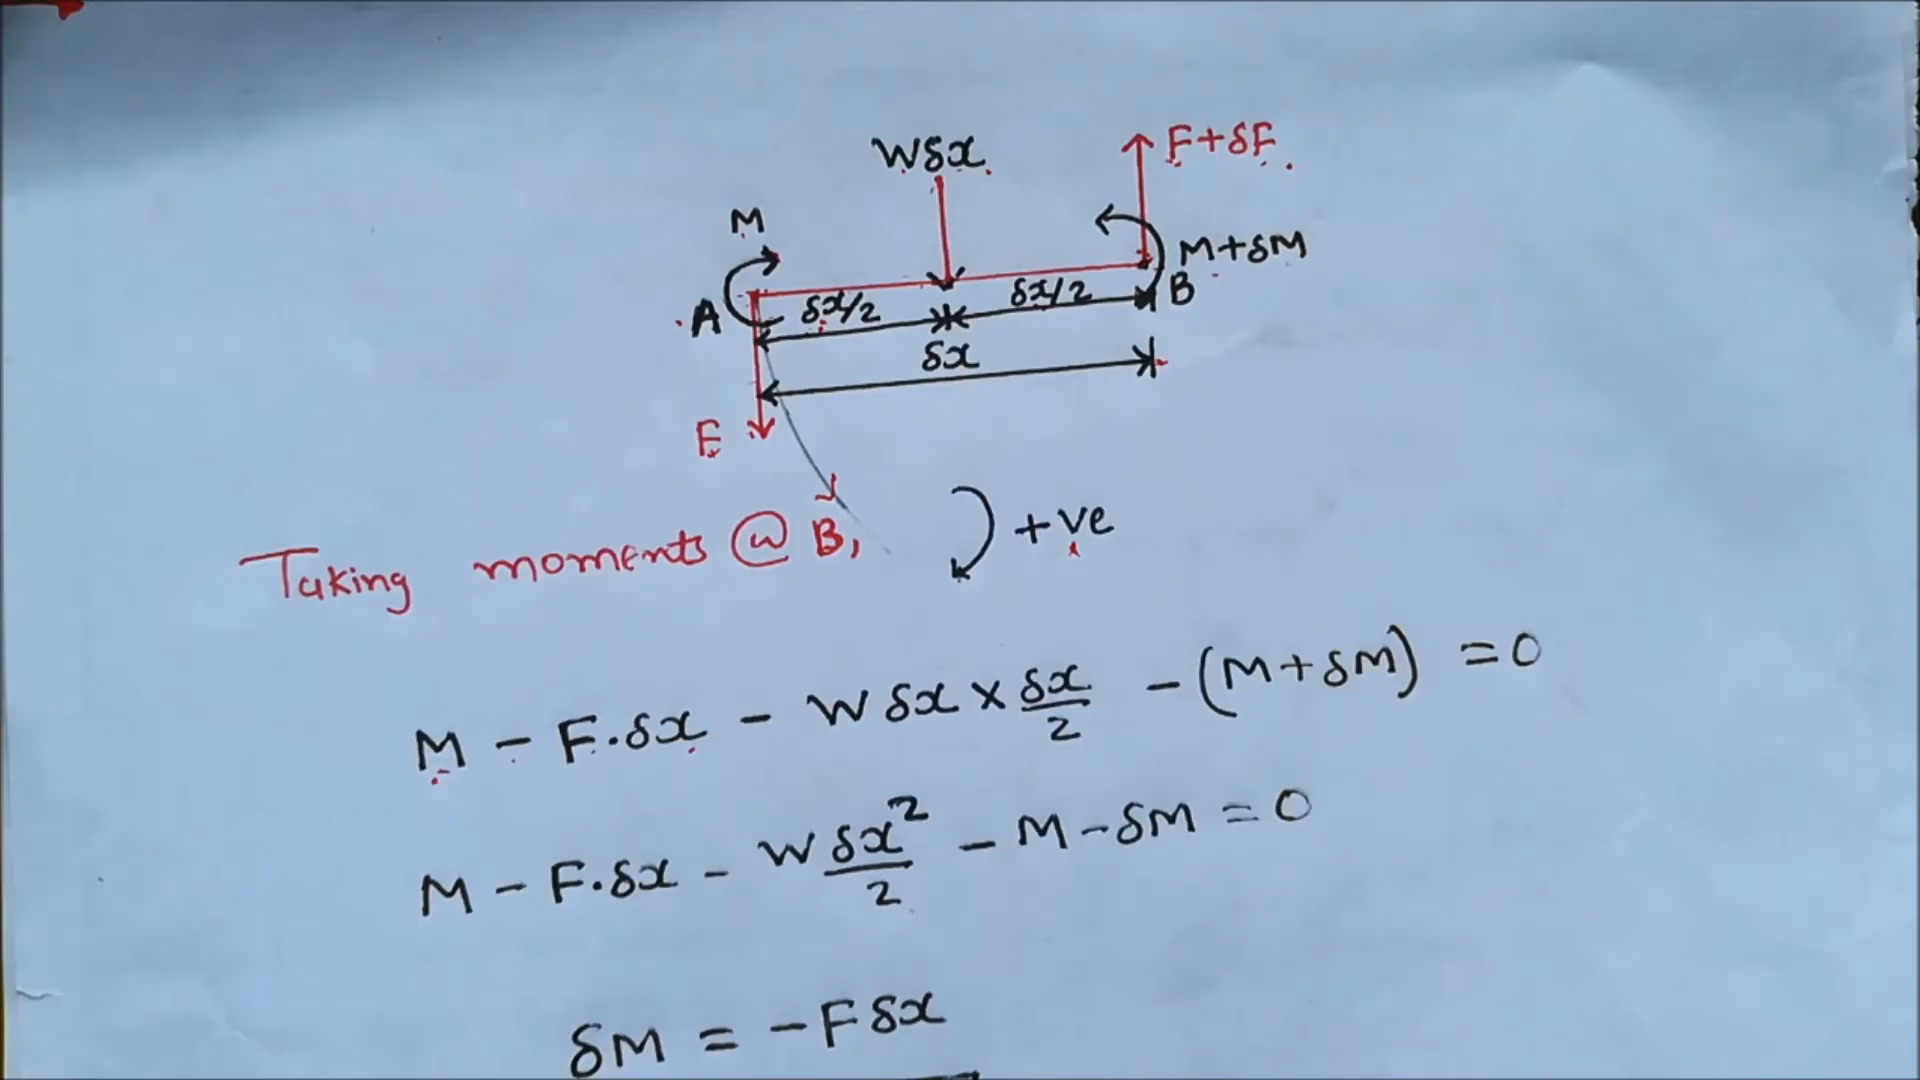 Wδx
F+δF
M
M+δM
A
δx/2
δx/2
B
δx
F
Taking moments @ B,
+ve
M - F.δx - Wδx × δx/2 - (M+δM) = 0
M - F.δx - Wδx²/2 - M - δM = 0
δM = -Fδx